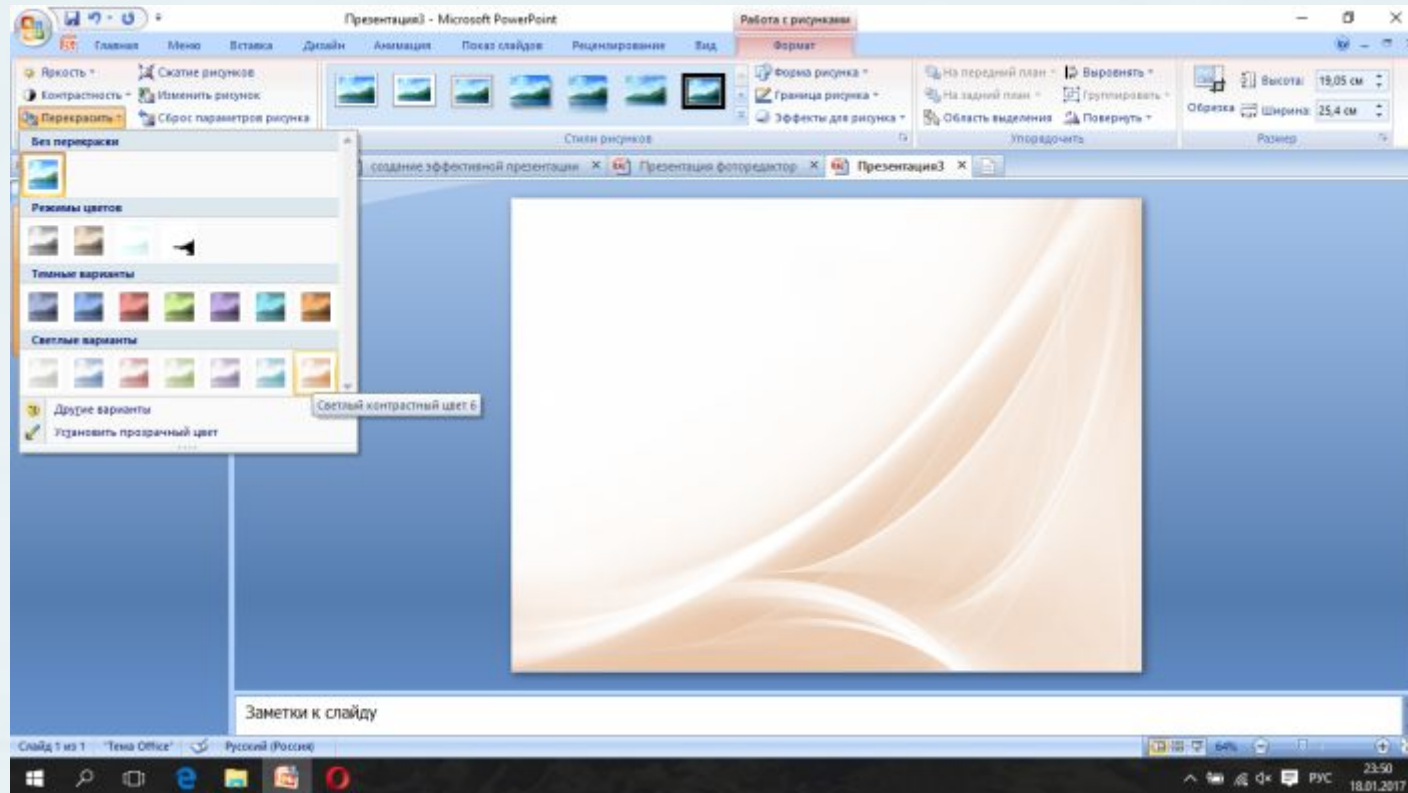 Презентация3 - Microsoft PowerPoint
Работа с рисунками
Главная Меню Вставка Дизайн Анимация Показ слайдов Рецензирование Вид Формат
Яркость
Контрастность
Перекрасить
Сжатие рисунков
Изменить рисунок
Сброс параметров рисунка
Форма рисунка
Граница рисунка
Эффекты для рисунка
Стили рисунков
На передний план
На задний план
Область выделения
Выровнять
Группировать
Повернуть
Упорядочить
Обрезка
Высота: 19,05 см
Ширина: 25,4 см
Размер
создание эффективной презентации
Презентация фоторедактор
Презентация3
Без перекраски
Режимы цветов
Темные варианты
Светлые варианты
Светлый контрастный цвет 6
Другие варианты
Установить прозрачный цвет
Заметки к слайду
Слайд 1 из 1 "Тема Office" Русский (Россия) 64%
РУС
23:50
18.01.2017